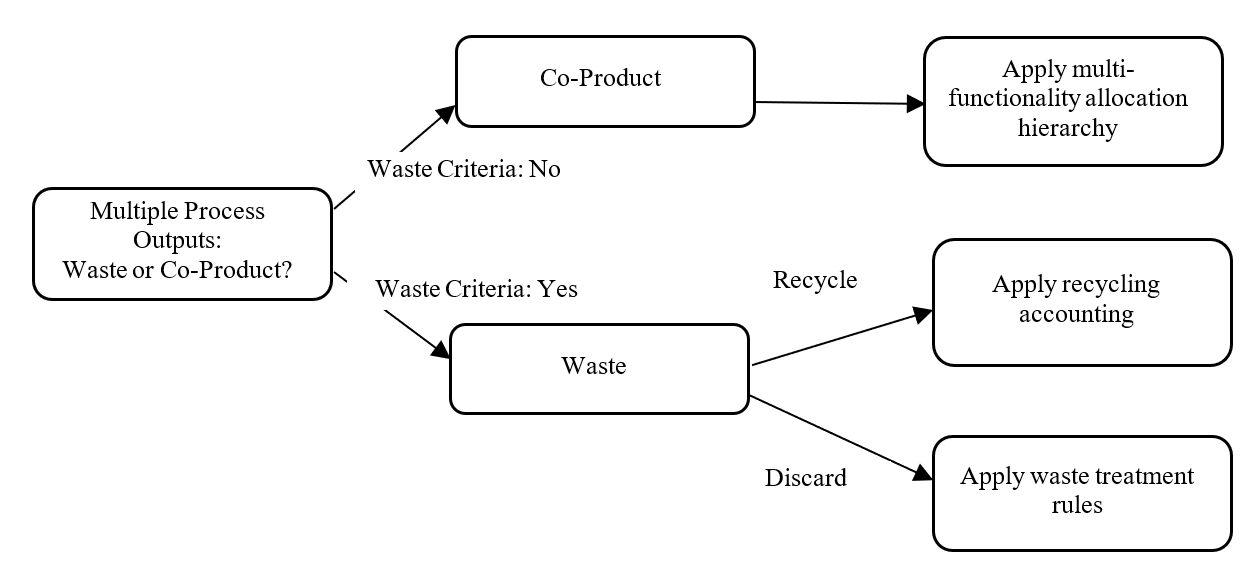 Co-Product
Apply multi-
functionality allocation
hierarchy
Waste Criteria: No
Multiple Process
Outputs:
Waste or Co-Product?
Waste Criteria: Yes
Waste
Recycle
Apply recycling
accounting
Discard
Apply waste treatment
rules